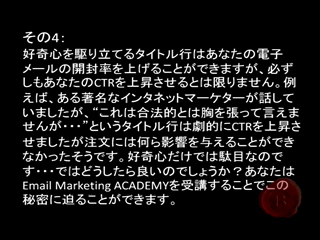 その4：
好奇心を駆り立てるタイトル行はあなたの電子
メールの開封率を上げることができますが、必ず
しもあなたのCTRを上昇させるとは限りません。例
えば、ある著名なインタネットマーケターが話して
いましたが、“これは合法的とは胸を張って言えま
せんが・・・”というタイトル行は劇的にCTRを上昇さ
せましたが注文には何ら影響を与えることができ
なかったそうです。好奇心だけでは駄目なので
す・・・ではどうしたら良いのでしょうか？あなたは
Email Marketing ACADEMYを受講することでこの
秘密に迫ることができます。